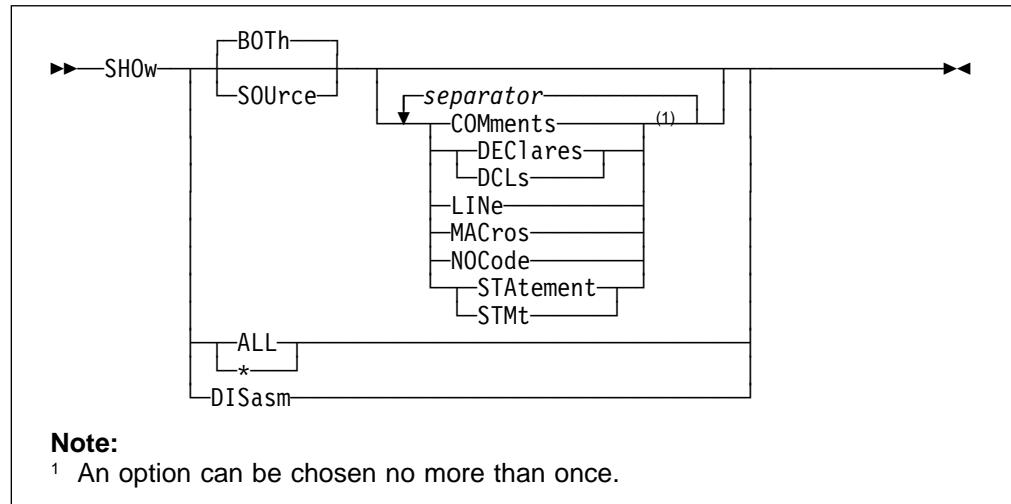 BOTh
SHOw
SOUrce
separator
COMments (1)
DEClares
DCLs
LINe
MACros
NOCode
STAtement
STMt
ALL
*
DISasm
Note:
1 An option can be chosen no more than once.